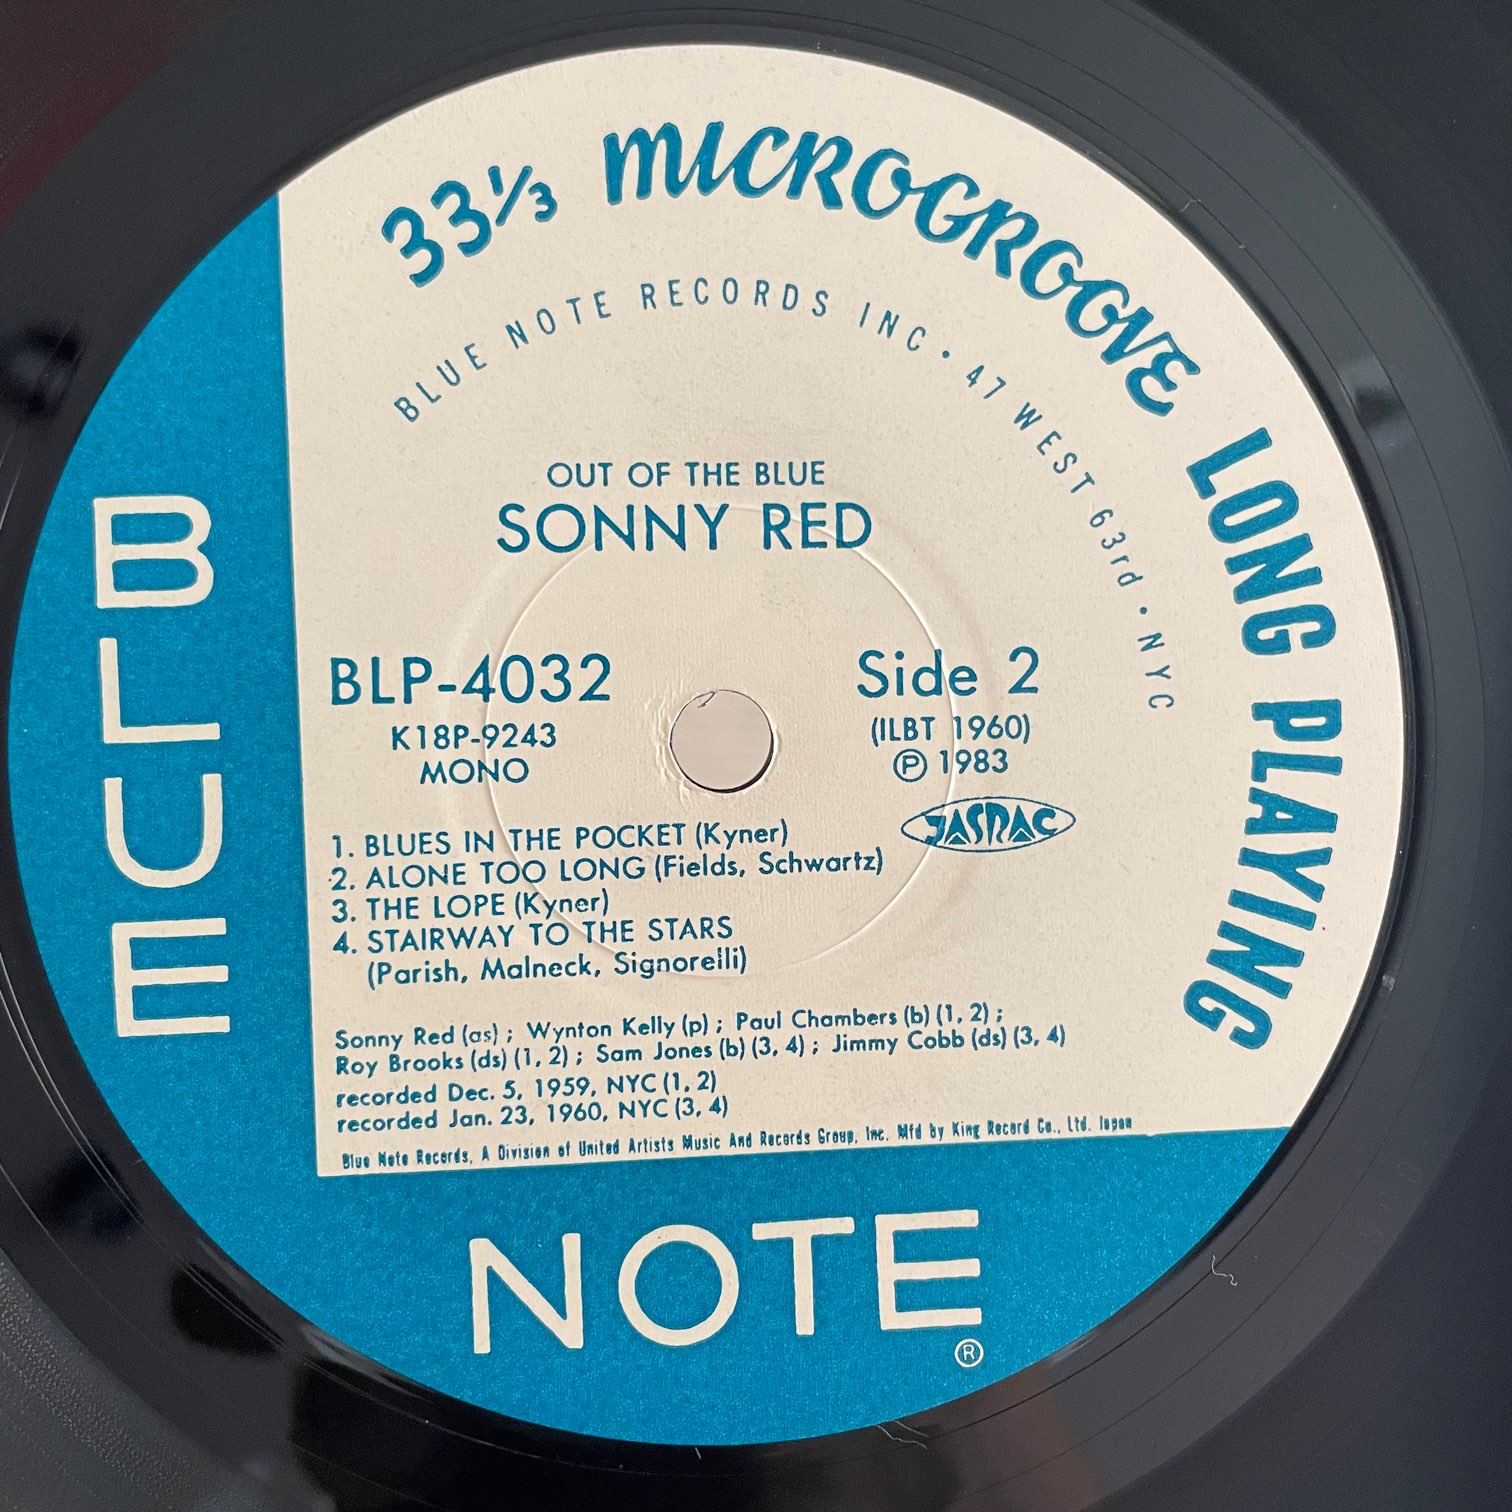 33⅓ MICROGROOVE LONG PLAYING
BLUE NOTE RECORDS INC • 47 WEST 63rd • NYC
OUT OF THE BLUE
SONNY RED
BLP-4032
K18P-9243
MONO
Side 2
(ILBT 1960)
Ⓟ 1983
JASRAC
1. BLUES IN THE POCKET (Kyner)
2. ALONE TOO LONG (Fields, Schwartz)
3. THE LOPE (Kyner)
4. STAIRWAY TO THE STARS
(Parish, Malneck, Signorelli)
Sonny Red (as) ; Wynton Kelly (p) ; Paul Chambers (b) (1, 2) ;
Roy Brooks (ds) (1, 2) ; Sam Jones (b) (3, 4) ; Jimmy Cobb (ds) (3, 4)
recorded Dec. 5, 1959, NYC (1, 2)
recorded Jan. 23, 1960, NYC (3, 4)
Blue Note Records, A Division of United Artists Music And Records Group, Inc. Mfd by King Record Co., Ltd. Japan
BLUE
NOTE
®